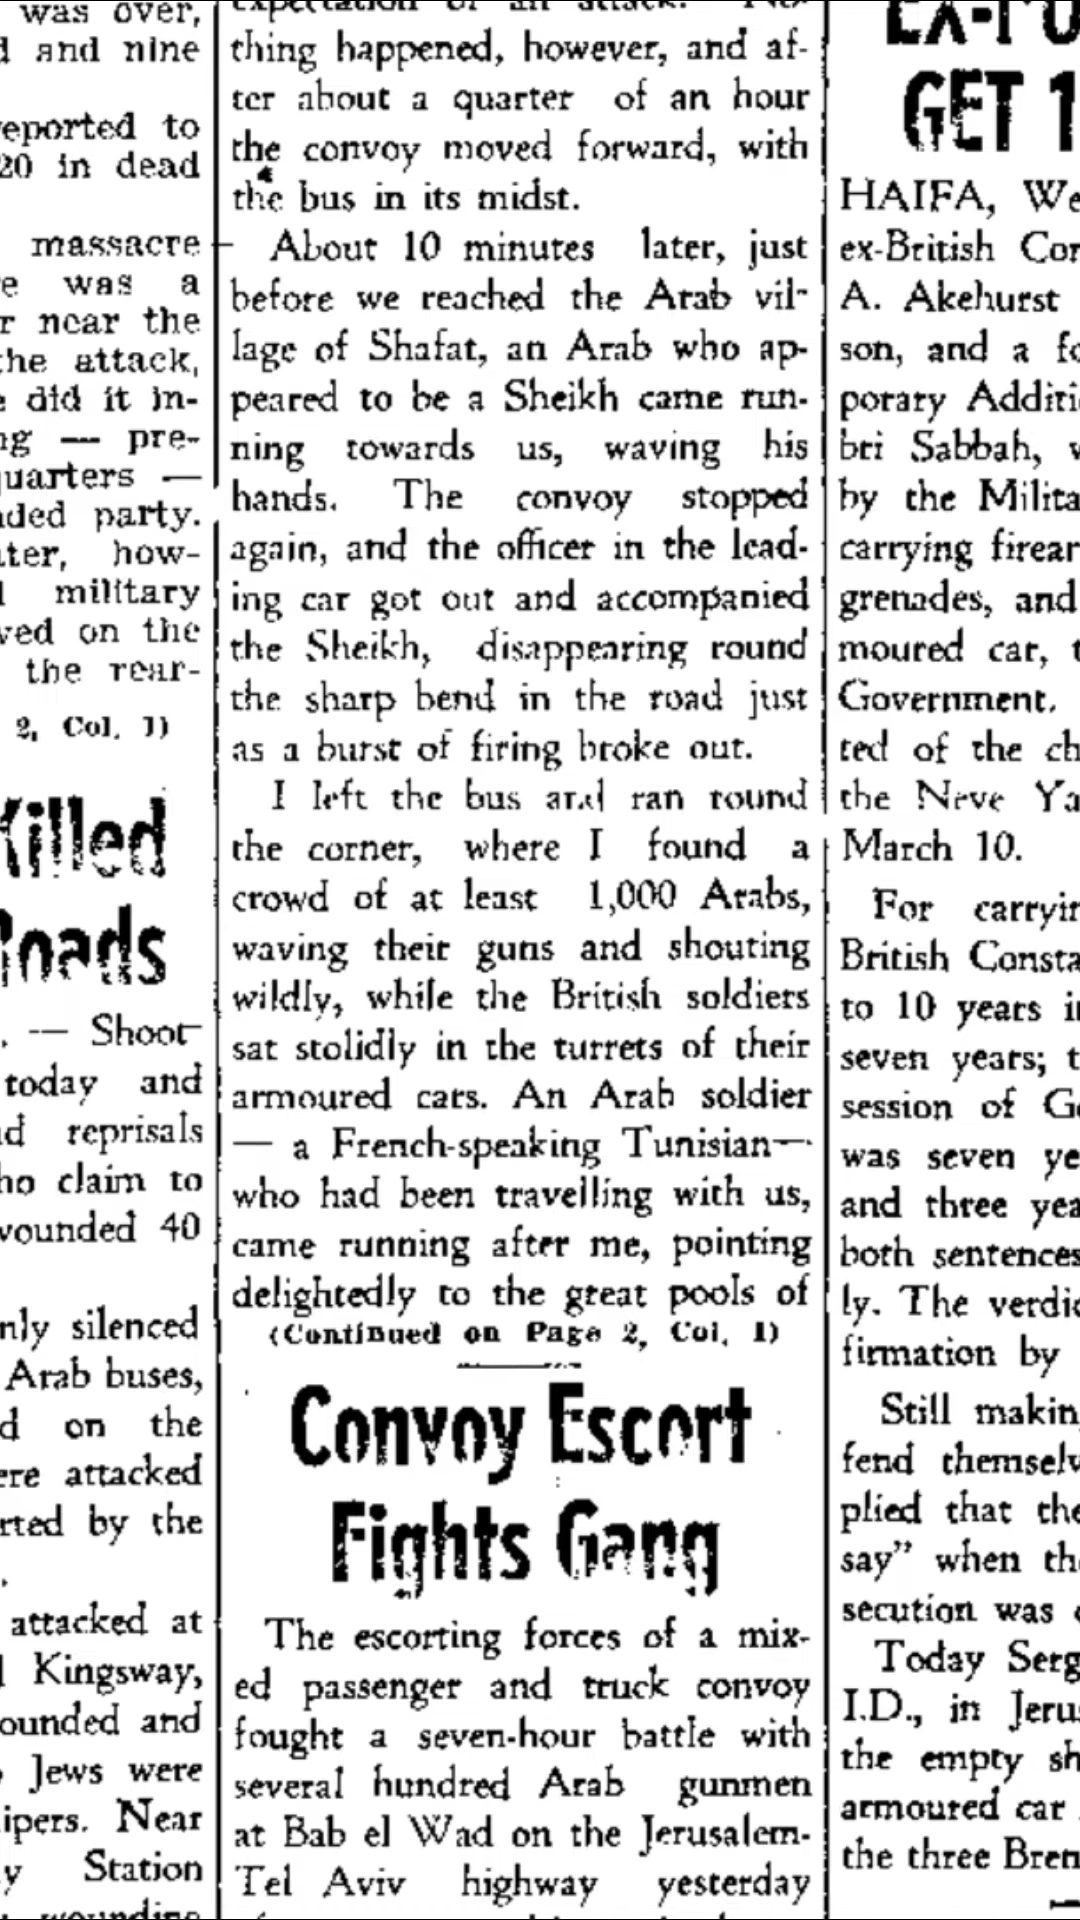 was over,
and nine
reported to
20 in dead
massacre
was a
near the
the attack,
did it in-
— pre-
quarters —
party.
how-
military
on the
the rear-
2, Col. 1)
Killed
Roads
— Shoot-
today and
reprisals
claim to
wounded 40
silenced
Arab buses,
on the
attacked
by the
attacked at
Kingsway,
and
Jews were
Near
Station
wounding
expectation of an attack.
thing happened, however, and af-
ter about a quarter of an hour
the convoy moved forward, with
the bus in its midst.
About 10 minutes later, just
before we reached the Arab vil-
lage of Shafat, an Arab who ap-
peared to be a Sheikh came run-
ning towards us, waving his
hands. The convoy stopped
again, and the officer in the lead-
ing car got out and accompanied
the Sheikh, disappearing round
the sharp bend in the road just
as a burst of firing broke out.
I left the bus and ran round
the corner, where I found a
crowd of at least 1,000 Arabs,
waving their guns and shouting
wildly, while the British soldiers
sat stolidly in the turrets of their
armoured cars. An Arab soldier
— a French-speaking Tunisian—
who had been travelling with us,
came running after me, pointing
delightedly to the great pools of
(Continued on Page 2, Col. 1)
Convoy Escort
Fights Gang
The escorting forces of a mix-
ed passenger and truck convoy
fought a seven-hour battle with
several hundred Arab gunmen
at Bab el Wad on the Jerusalem-
Tel Aviv highway yesterday
GET 1
HAIFA, We
ex-British Con
A. Akehurst
son, and a fo
porary Additi
bri Sabbah, w
by the Milita
carrying firear
grenades, and
moured car, t
Government.
ted of the ch
the Neve Ya
March 10.
For carryin
British Consta
to 10 years i
seven years; t
session of Go
was seven ye
and three yea
both sentences
ly. The verdic
firmation by
Still making
fend themselv
plied that the
say" when th
secution was
Today Serg
I.D., in Jerus
the empty sh
armoured car
the three Bren